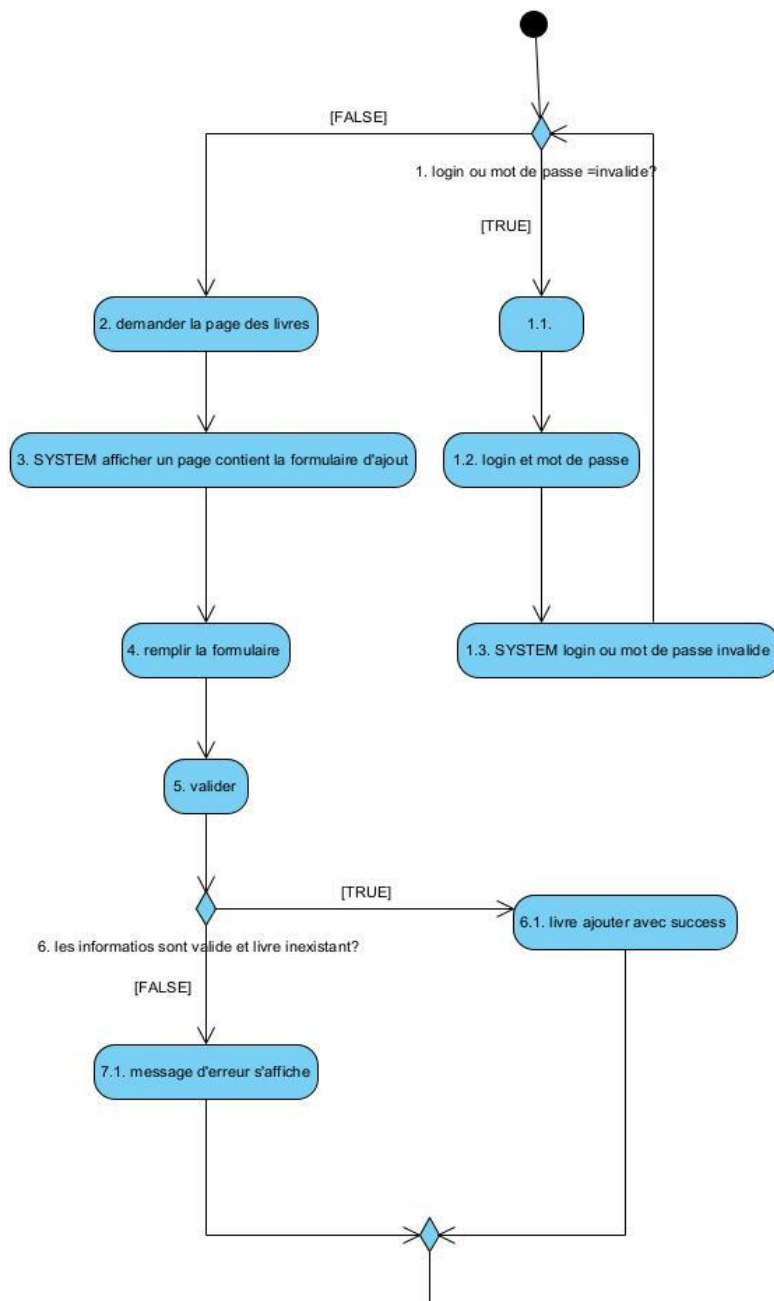 [FALSE]
1. login ou mot de passe =invalide?
[TRUE]
2. demander la page des livres
1.1.
3. SYSTEM afficher un page contient la formulaire d'ajout
1.2. login et mot de passe
4. remplir la formulaire
1.3. SYSTEM login ou mot de passe invalide
5. valider
[TRUE]
6.1. livre ajouter avec success
6. les informatios sont valide et livre inexistant?
[FALSE]
7.1. message d'erreur s'affiche